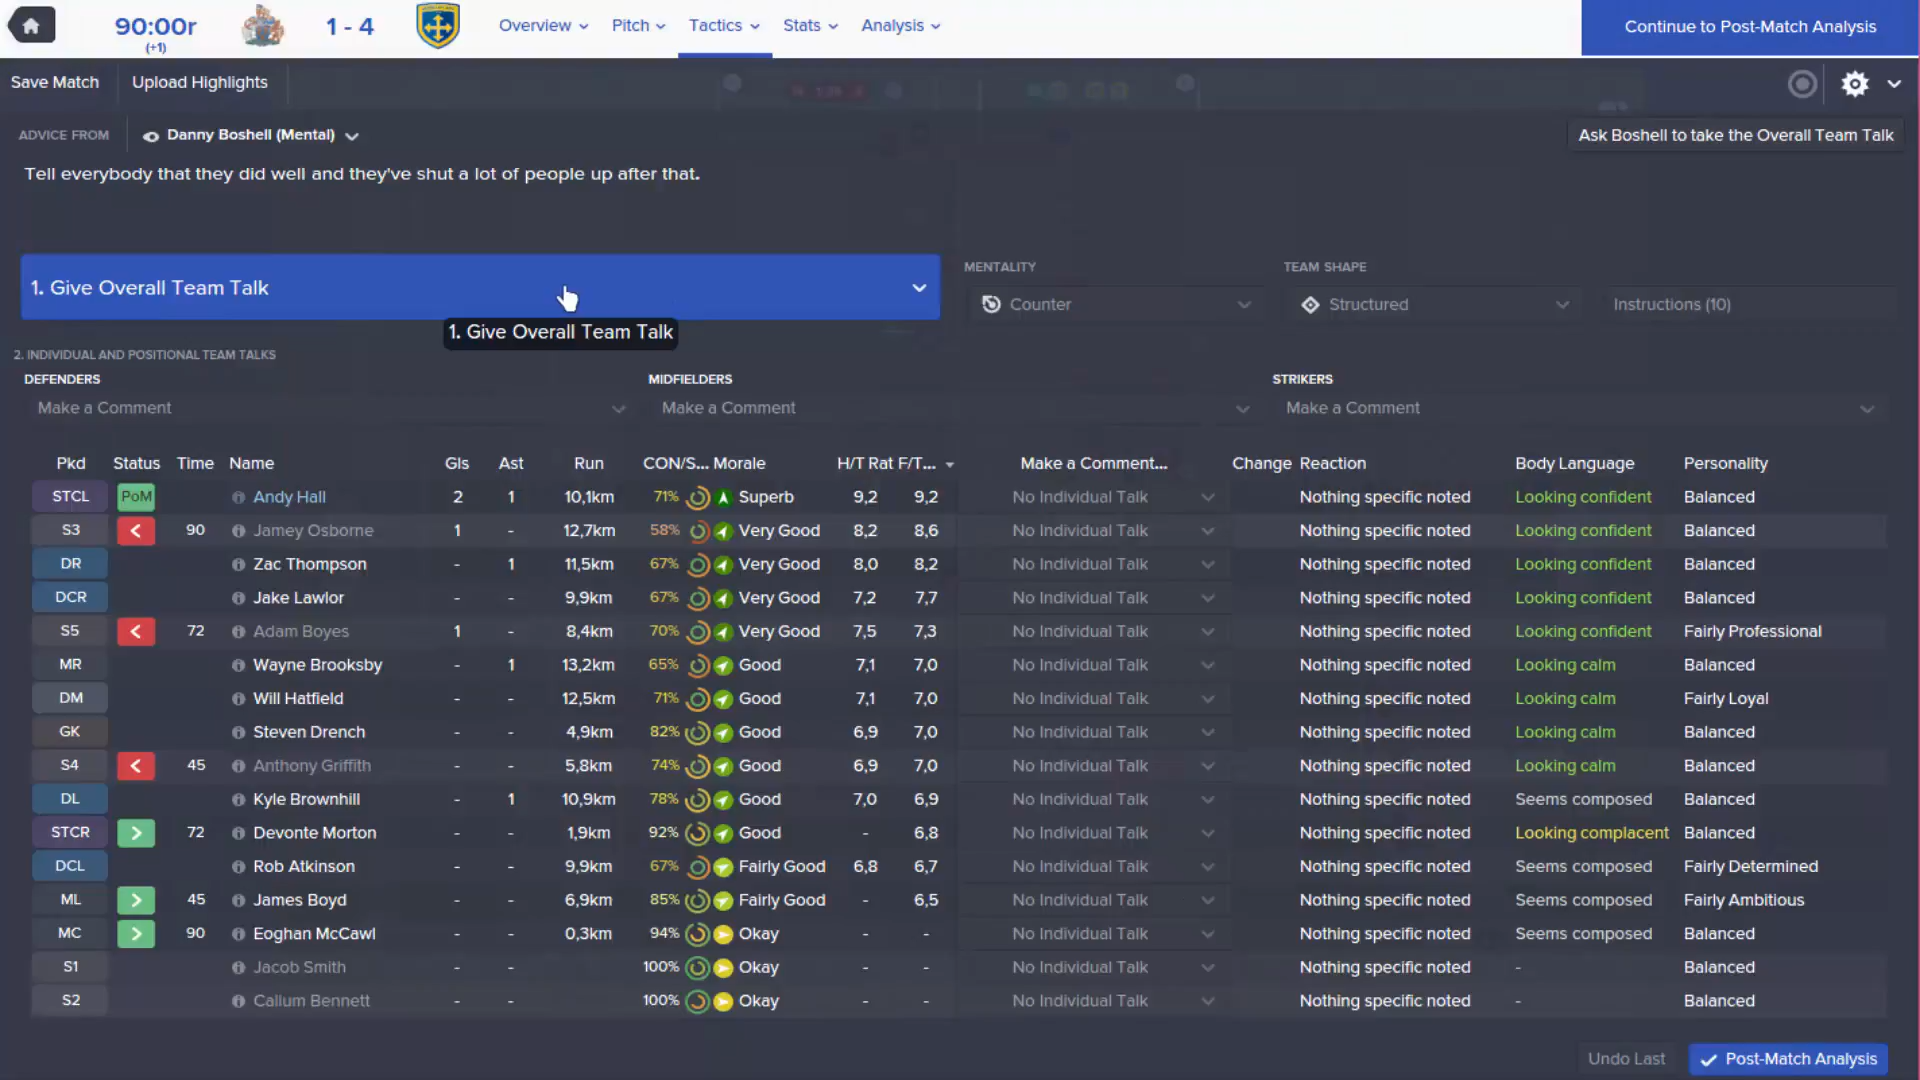 90:00r
(+1)
1 - 4
Overview
Pitch
Tactics
Stats
Analysis
Continue to Post-Match Analysis
Save Match
Upload Highlights
ADVICE FROM
Danny Boshell (Mental)
Ask Boshell to take the Overall Team Talk
Tell everybody that they did well and they've shut a lot of people up after that.
1. Give Overall Team Talk
1. Give Overall Team Talk
MENTALITY
Counter
TEAM SHAPE
Structured
Instructions (10)
2. INDIVIDUAL AND POSITIONAL TEAM TALKS
DEFENDERS
Make a Comment
MIDFIELDERS
Make a Comment
STRIKERS
Make a Comment
Pkd Status Time Name Gls Ast Run CON/S... Morale H/T Rat F/T... Make a Comment... Change Reaction Body Language Personality
STCL PoM Andy Hall 2 1 10,1km 71% Superb 9,2 9,2 No Individual Talk Nothing specific noted Looking confident Balanced
S3 90 Jamey Osborne 1 - 12,7km 58% Very Good 8,2 8,6 No Individual Talk Nothing specific noted Looking confident Balanced
DR Zac Thompson - 1 11,5km 67% Very Good 8,0 8,2 No Individual Talk Nothing specific noted Looking confident Balanced
DCR Jake Lawlor - - 9,9km 67% Very Good 7,2 7,7 No Individual Talk Nothing specific noted Looking confident Balanced
S5 72 Adam Boyes 1 - 8,4km 70% Very Good 7,5 7,3 No Individual Talk Nothing specific noted Looking confident Fairly Professional
MR Wayne Brooksby - 1 13,2km 65% Good 7,1 7,0 No Individual Talk Nothing specific noted Looking calm Balanced
DM Will Hatfield - - 12,5km 71% Good 7,1 7,0 No Individual Talk Nothing specific noted Looking calm Fairly Loyal
GK Steven Drench - - 4,9km 82% Good 6,9 7,0 No Individual Talk Nothing specific noted Looking calm Balanced
S4 45 Anthony Griffith - - 5,8km 74% Good 6,9 7,0 No Individual Talk Nothing specific noted Looking calm Balanced
DL Kyle Brownhill - 1 10,9km 78% Good 7,0 6,9 No Individual Talk Nothing specific noted Seems composed Balanced
STCR 72 Devonte Morton - - 1,9km 92% Good - 6,8 No Individual Talk Nothing specific noted Looking complacent Balanced
DCL Rob Atkinson - - 9,9km 67% Fairly Good 6,8 6,7 No Individual Talk Nothing specific noted Seems composed Fairly Determined
ML 45 James Boyd - - 6,9km 85% Fairly Good - 6,5 No Individual Talk Nothing specific noted Seems composed Fairly Ambitious
MC 90 Eoghan McCawl - - 0,3km 94% Okay - - No Individual Talk Nothing specific noted Seems composed Balanced
S1 Jacob Smith - - 100% Okay - - No Individual Talk Nothing specific noted - Balanced
S2 Callum Bennett - - 100% Okay - - No Individual Talk Nothing specific noted - Balanced
Undo Last
Post-Match Analysis